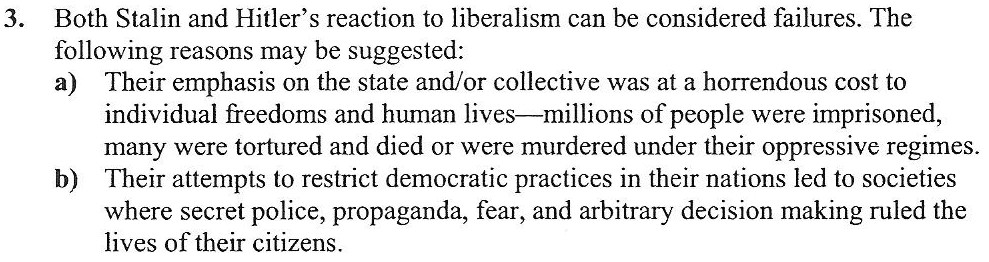 3. Both Stalin and Hitler's reaction to liberalism can be considered failures. The
following reasons may be suggested:
a) Their emphasis on the state and/or collective was at a horrendous cost to
individual freedoms and human lives—millions of people were imprisoned,
many were tortured and died or were murdered under their oppressive regimes.
b) Their attempts to restrict democratic practices in their nations led to societies
where secret police, propaganda, fear, and arbitrary decision making ruled the
lives of their citizens.